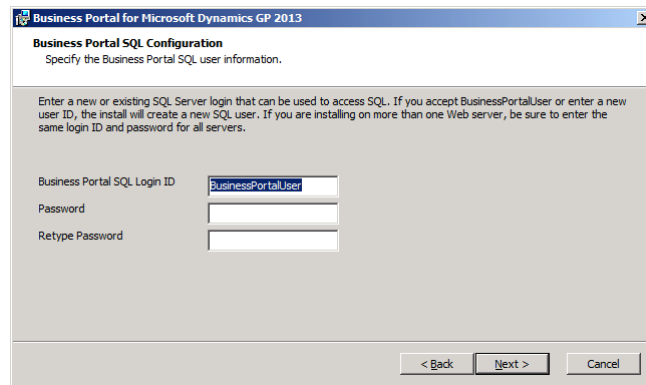 Business Portal for Microsoft Dynamics GP 2013
Business Portal SQL Configuration
Specify the Business Portal SQL user information.
Enter a new or existing SQL Server login that can be used to access SQL. If you accept BusinessPortalUser or enter a new
user ID, the install will create a new SQL user. If you are installing on more than one Web server, be sure to enter the
same login ID and password for all servers.
Business Portal SQL Login ID
BusinessPortalUser
Password
Retype Password
< Back
Next >
Cancel